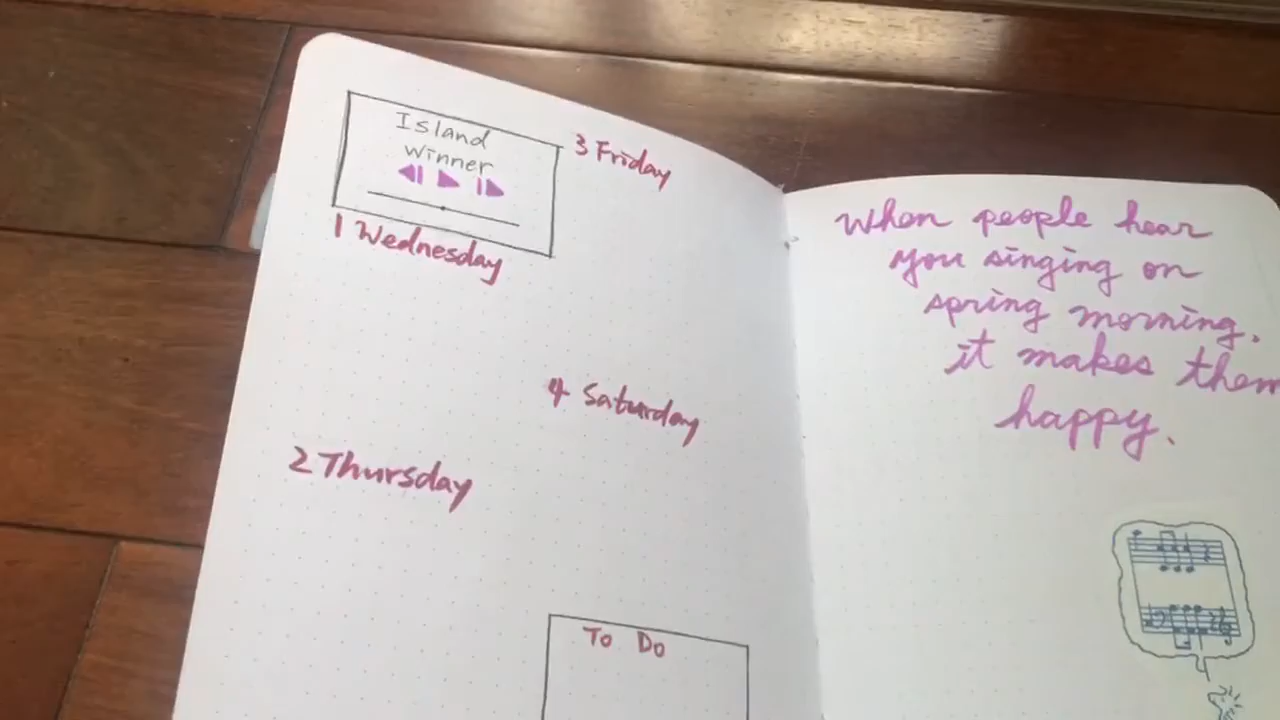 Island
winner
1 Wednesday
2 Thursday
3 Friday
4 Saturday
To Do
When people hear
you singing on
spring morning.
it makes them
happy.